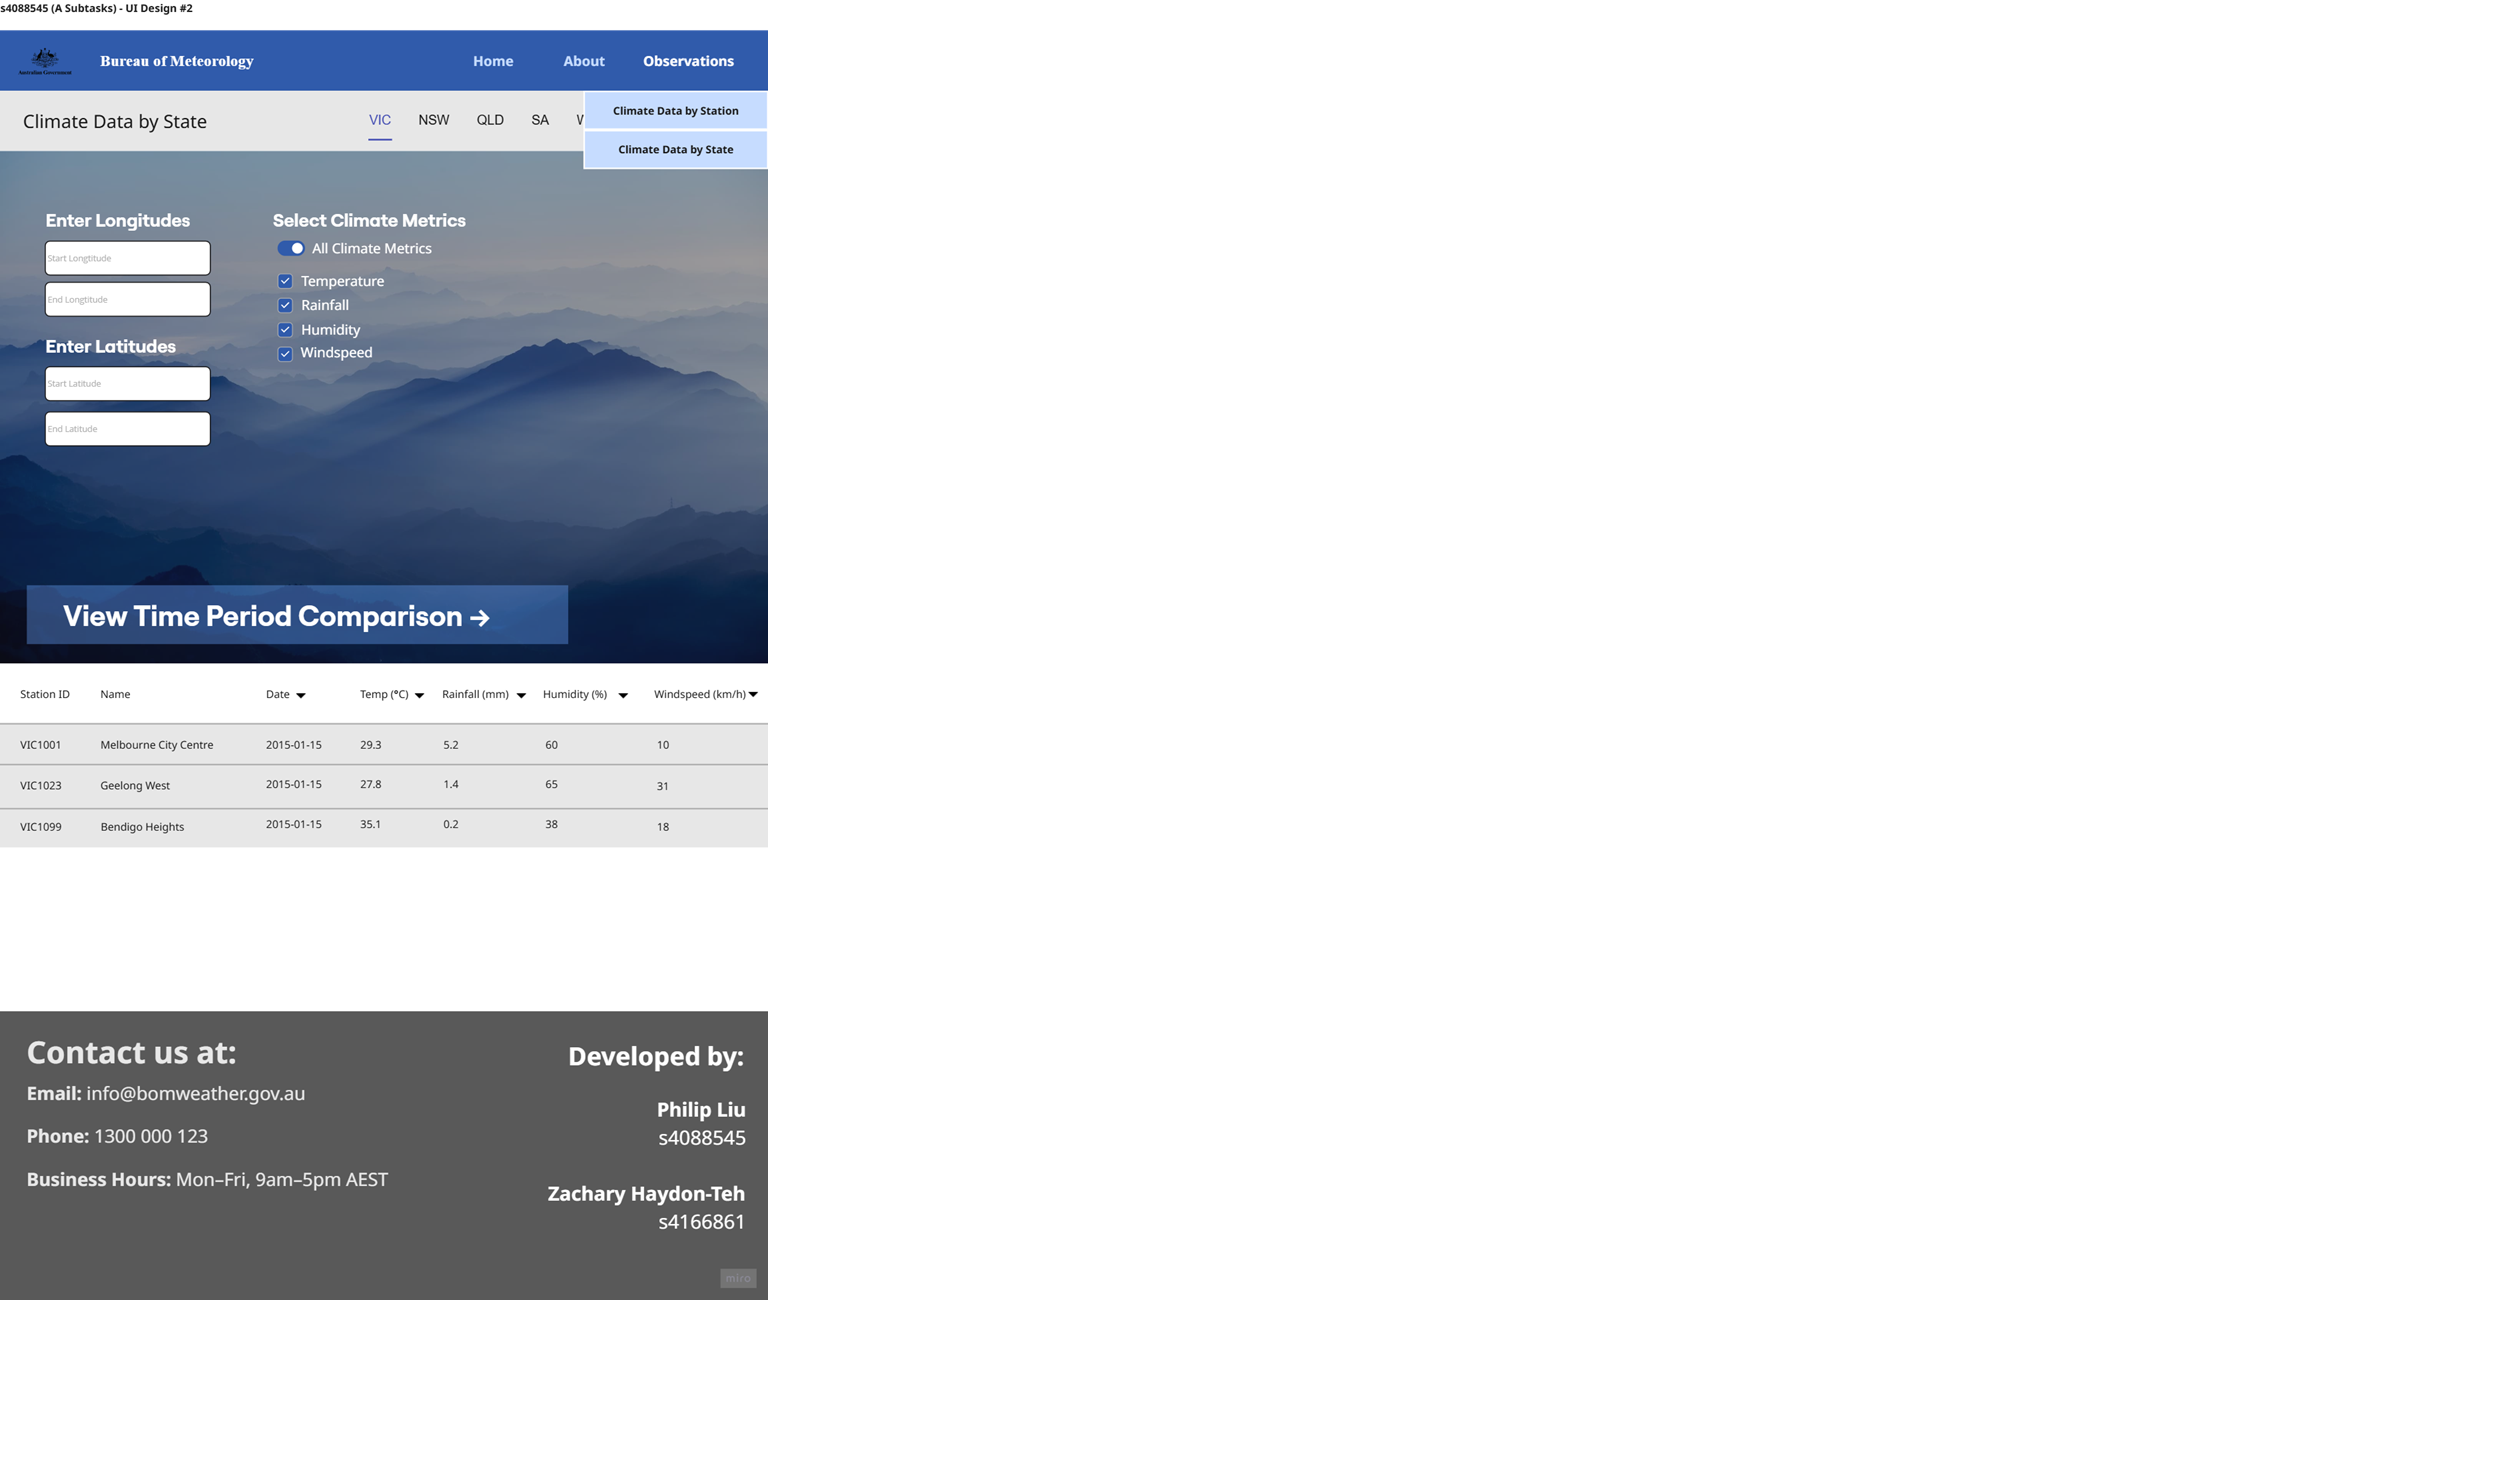 s4088545 (A Subtasks) - UI Design #2
Australian Government
Bureau of Meteorology
Home About Observations
Climate Data by State
VIC NSW QLD SA
Climate Data by Station
Climate Data by State
Enter Longitudes
Start Longtitude
End Longtitude
Enter Latitudes
Start Latitude
End Latitude
Select Climate Metrics
All Climate Metrics
Temperature
Rainfall
Humidity
Windspeed
View Time Period Comparison →
Station ID Name Date Temp (°C) Rainfall (mm) Humidity (%) Windspeed (km/h)
VIC1001 Melbourne City Centre 2015-01-15 29.3 5.2 60 10
VIC1023 Geelong West 2015-01-15 27.8 1.4 65 31
VIC1099 Bendigo Heights 2015-01-15 35.1 0.2 38 18
Contact us at:
Email: info@bomweather.gov.au
Phone: 1300 000 123
Business Hours: Mon–Fri, 9am–5pm AEST
Developed by:
Philip Liu
s4088545
Zachary Haydon-Teh
s4166861
miro